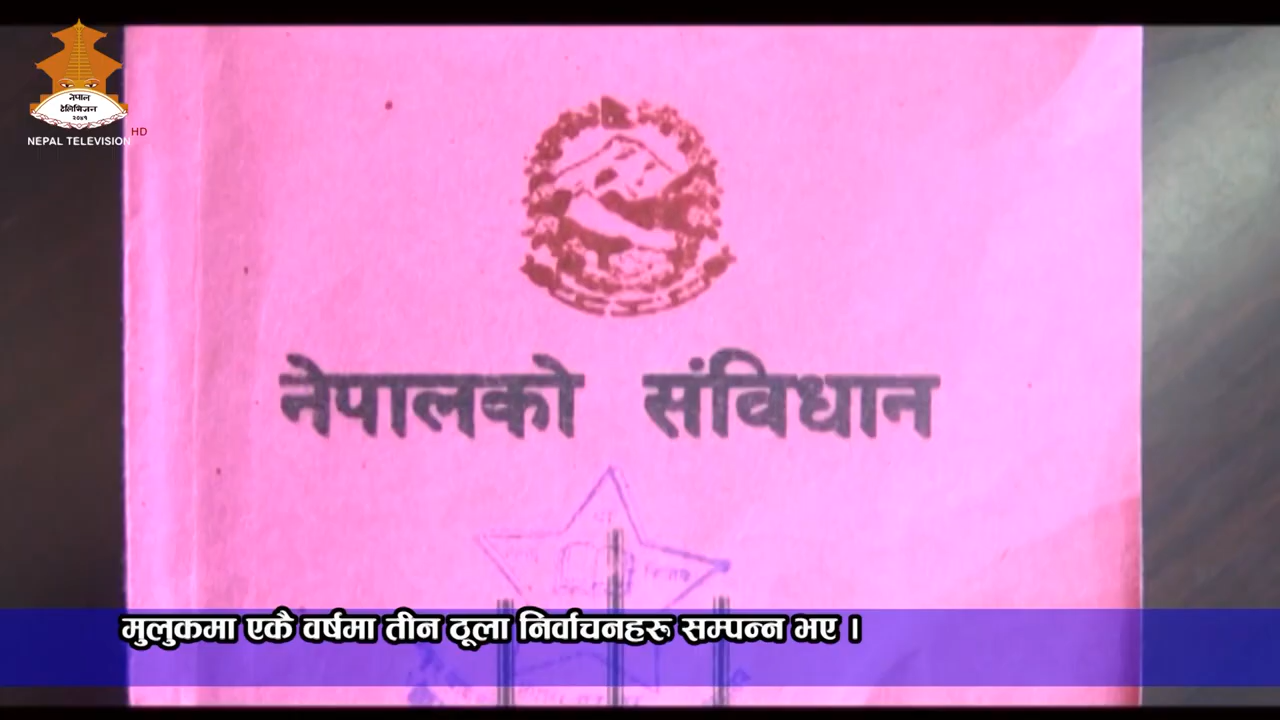 नेपाल
टेलिभिजन
२०४१
NEPAL TELEVISION HD
नेपालको संविधान
मुलुकमा एकै वर्षमा तीन ठूला निर्वाचनहरू सम्पन्न भए ।